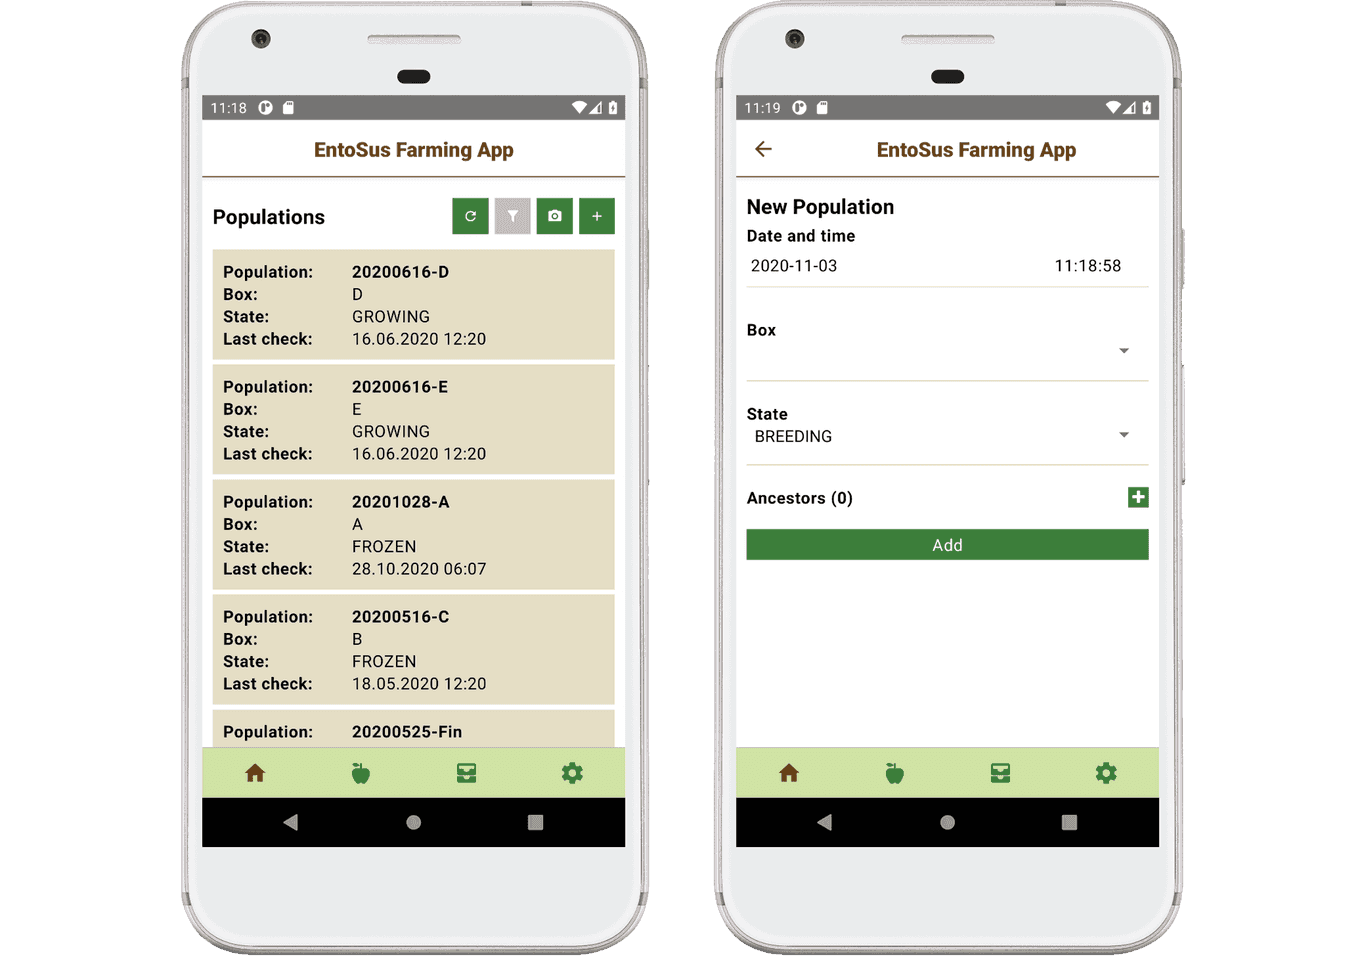 11:18
EntoSus Farming App
Populations
Population: 20200616-D
Box: D
State: GROWING
Last check: 16.06.2020 12:20
Population: 20200616-E
Box: E
State: GROWING
Last check: 16.06.2020 12:20
Population: 20201028-A
Box: A
State: FROZEN
Last check: 28.10.2020 06:07
Population: 20200516-C
Box: B
State: FROZEN
Last check: 18.05.2020 12:20
Population: 20200525-Fin
11:19
EntoSus Farming App
New Population
Date and time
2020-11-03 11:18:58
Box
State
BREEDING
Ancestors (0)
Add